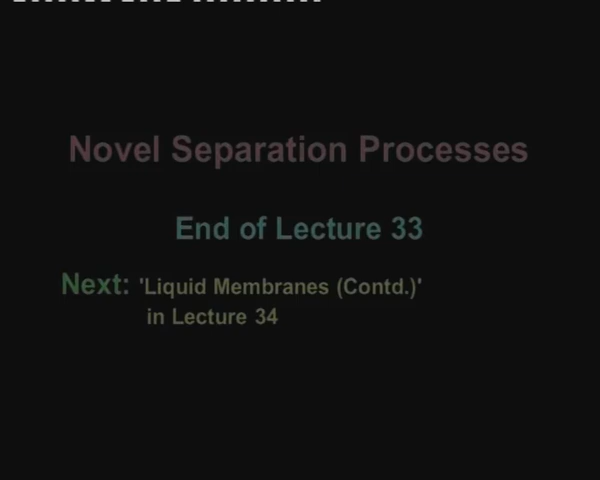 Novel Separation Processes
End of Lecture 33
Next: 'Liquid Membranes (Contd.)'
in Lecture 34